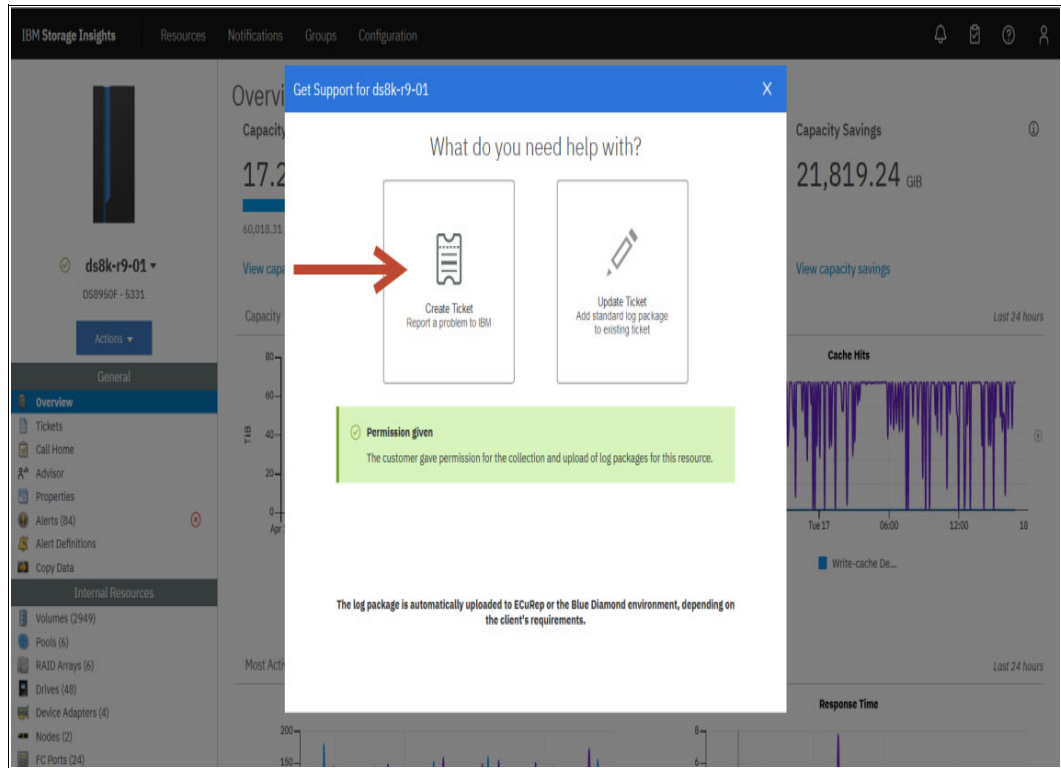 IBM Storage Insights Resources Notifications Groups Configuration
ds8k-r9-01
DS8950F - 5331
Actions
General
Overview
Tickets
Call Home
Advisor
Properties
Alerts (84)
Alert Definitions
Copy Data
Internal Resources
Volumes (2949)
Pools (6)
RAID Arrays (6)
Drives (48)
Device Adapters (4)
Nodes (2)
FC Ports (24)
Overvi
Capacity
17.2
60,018.31
View capa
Capacity
80
60
40
20
0
TiB
Apr
Most Acti
200
150
Get Support for ds8k-r9-01 X
What do you need help with?
Create Ticket
Report a problem to IBM
Update Ticket
Add standard log package
to existing ticket
Permission given
The customer gave permission for the collection and upload of log packages for this resource.
The log package is automatically uploaded to ECuRep or the Blue Diamond environment, depending on
the client's requirements.
Capacity Savings
21,819.24 GiB
View capacity savings
Last 24 hours
Cache Hits
Tue 17 06:00 12:00 18
Write-cache De...
Last 24 hours
Response Time
8
6